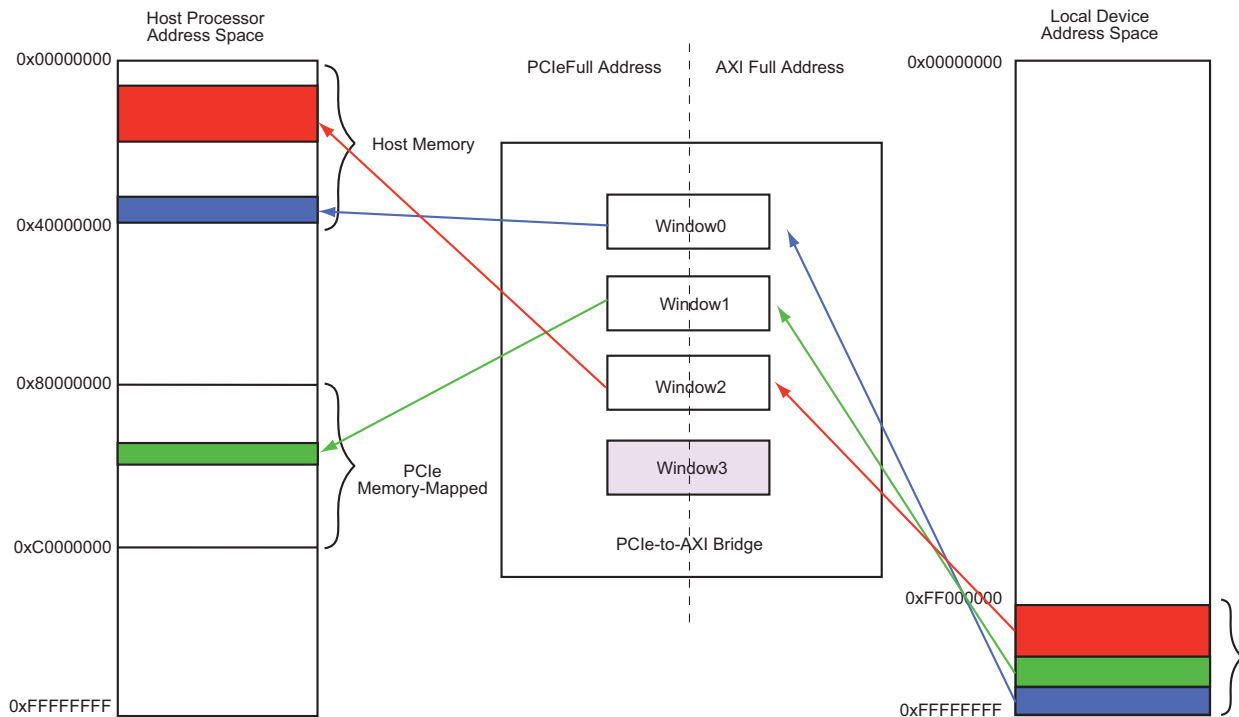 Host Processor
Address Space
Local Device
Address Space
0x00000000
PCIeFull Address
AXI Full Address
0x00000000
Host Memory
Window0
0x40000000
Window1
0x80000000
Window2
Window3
PCIe
Memory-Mapped
0xC0000000
PCIe-to-AXI Bridge
0xFF000000
0xFFFFFFFF
0xFFFFFFFF